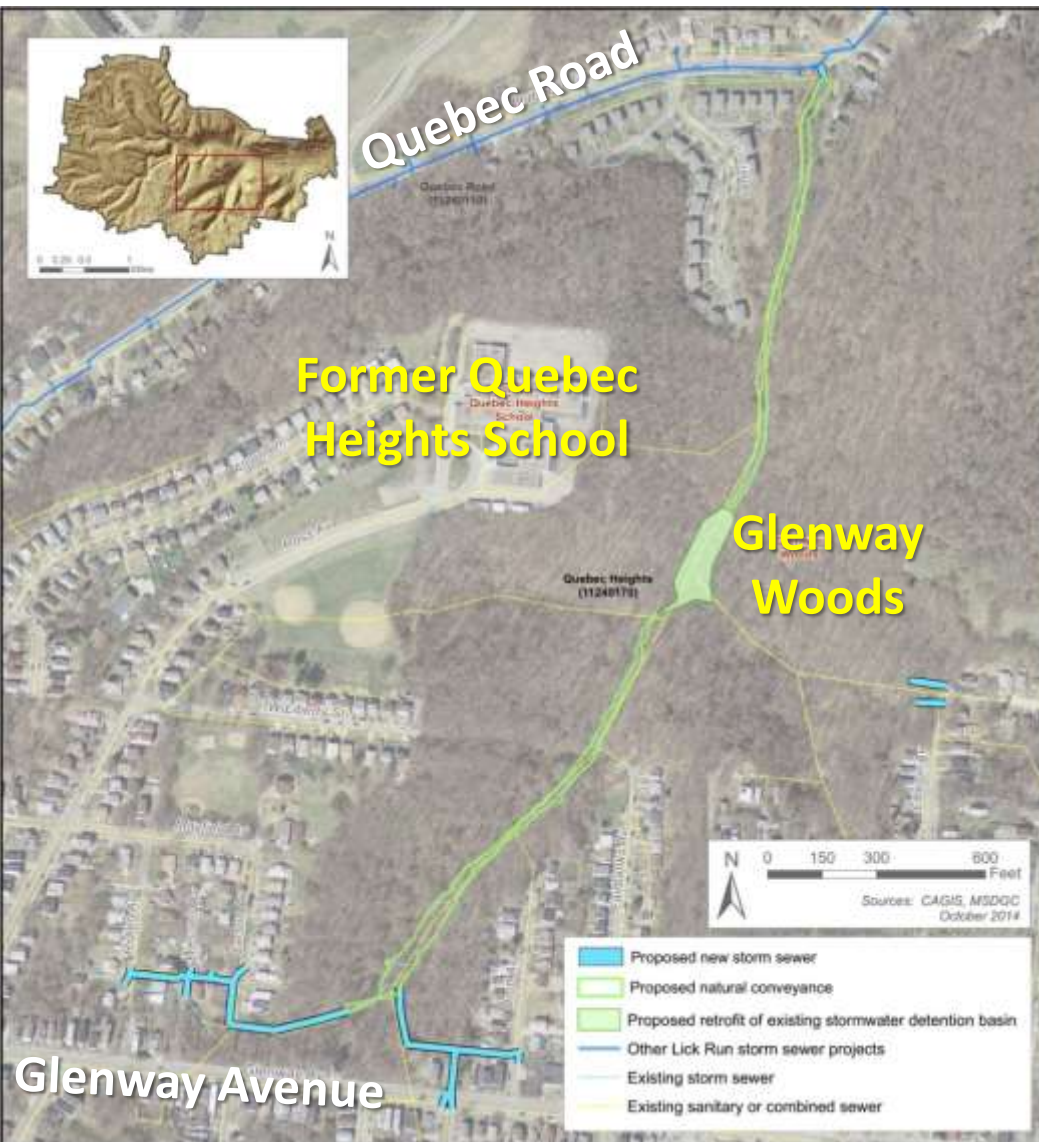 Quebec Road
N
Quebec Road
(11240110)
Former Quebec
Quebec Heights
School
Heights School
Glenway
Woods
Quebec Heights
(11240170)
N
0 150 300 600
Feet
Sources: CAGIS, MSDGC
October 2014
Proposed new storm sewer
Proposed natural conveyance
Proposed retrofit of existing stormwater detention basin
Other Lick Run storm sewer projects
Existing storm sewer
Existing sanitary or combined sewer
Glenway Avenue